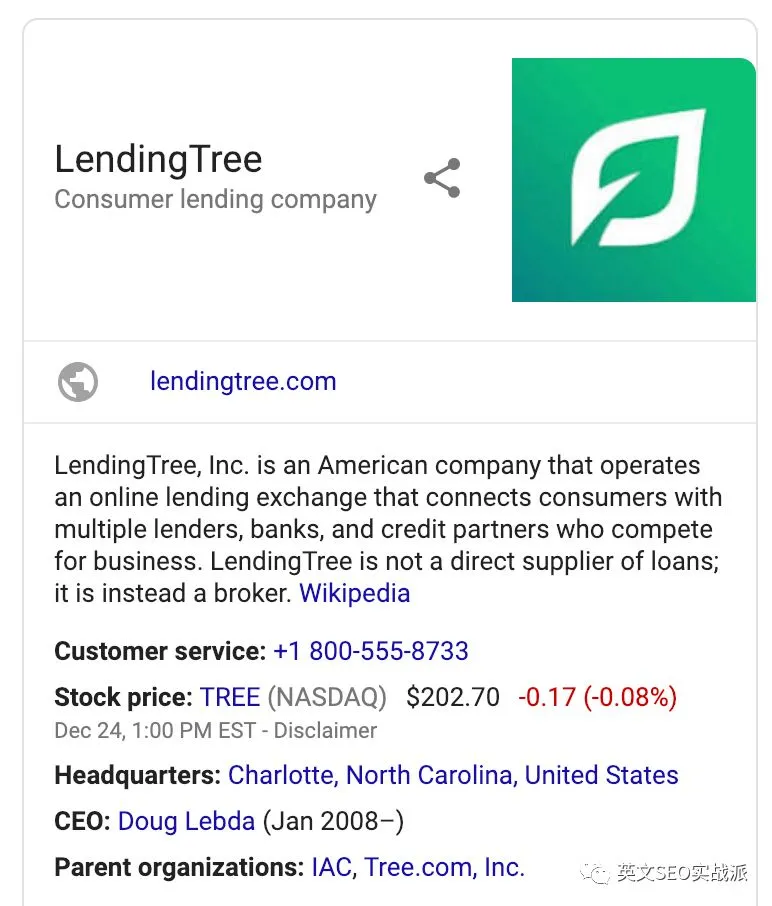 LendingTree
Consumer lending company
lendingtree.com
LendingTree, Inc. is an American company that operates
an online lending exchange that connects consumers with
multiple lenders, banks, and credit partners who compete
for business. LendingTree is not a direct supplier of loans;
it is instead a broker. Wikipedia
Customer service: +1 800-555-8733
Stock price: TREE (NASDAQ) $202.70 -0.17 (-0.08%)
Dec 24, 1:00 PM EST - Disclaimer
Headquarters: Charlotte, North Carolina, United States
CEO: Doug Lebda (Jan 2008–)
Parent organizations: IAC, Tree.com, Inc.
英文SEO实战派